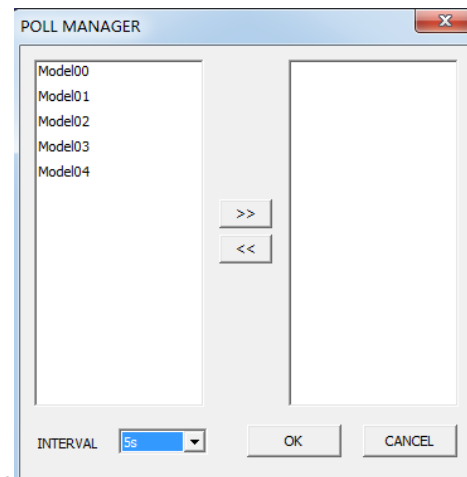 POLL MANAGER
Model00
Model01
Model02
Model03
Model04
>>
<<
INTERVAL 5s OK CANCEL